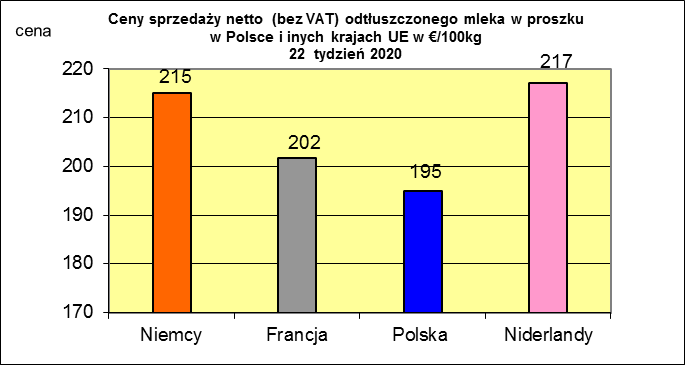 Ceny sprzedaży netto (bez VAT) odtłuszczonego mleka w proszku
w Polsce i inych krajach UE w €/100kg
22 tydzień 2020
cena
220
210
200
190
180
170
215
202
195
217
Niemcy
Francja
Polska
Niderlandy